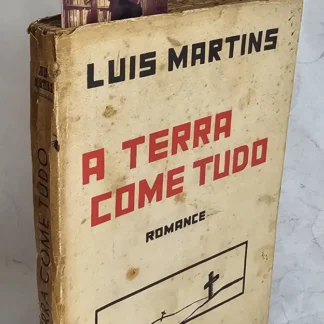 LUIS MARTINS
A TERRA
COME TUDO
ROMANCE
TERRA COME TUDO